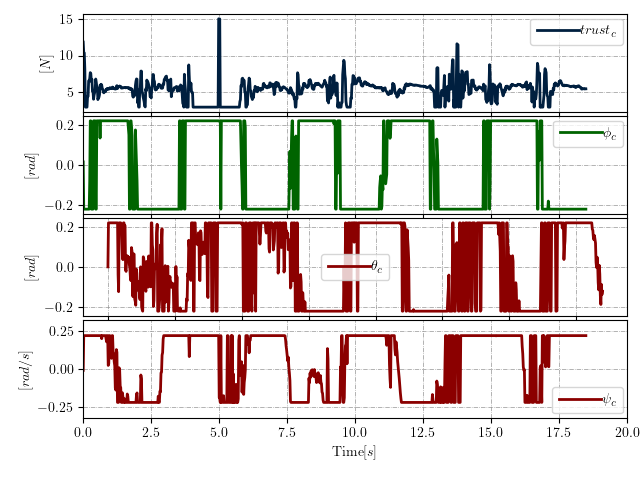 15
10
5
[N]
trust_c
0.2
0.0
−0.2
[rad]
ϕ_c
0.2
0.0
−0.2
[rad]
θ_c
0.25
0.00
−0.25
[rad/s]
ψ_c
0.0 2.5 5.0 7.5 10.0 12.5 15.0 17.5 20.0
Time[s]